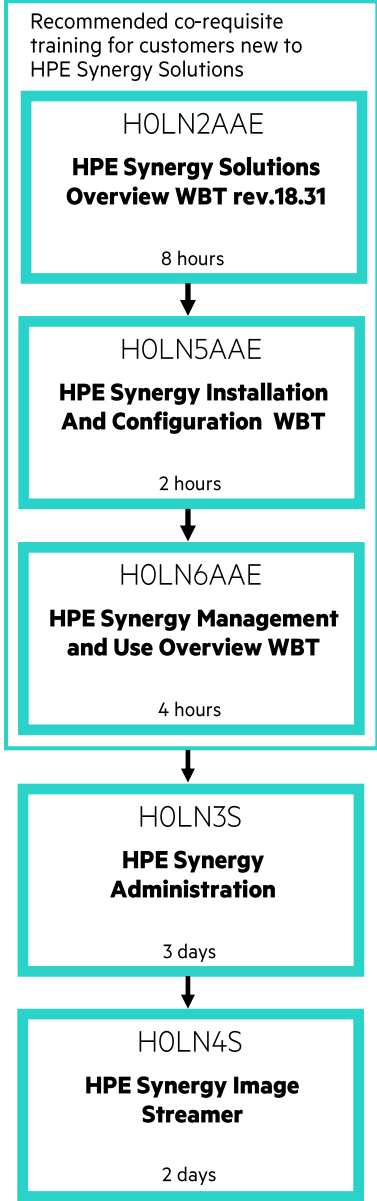 Recommended co-requisite
training for customers new to
HPE Synergy Solutions
H0LN2AAE
HPE Synergy Solutions
Overview WBT rev.18.31
8 hours
H0LN5AAE
HPE Synergy Installation
And Configuration  WBT
2 hours
H0LN6AAE
HPE Synergy Management
and Use Overview WBT
4 hours
H0LN3S
HPE Synergy
Administration
3 days
H0LN4S
HPE Synergy Image
Streamer
2 days